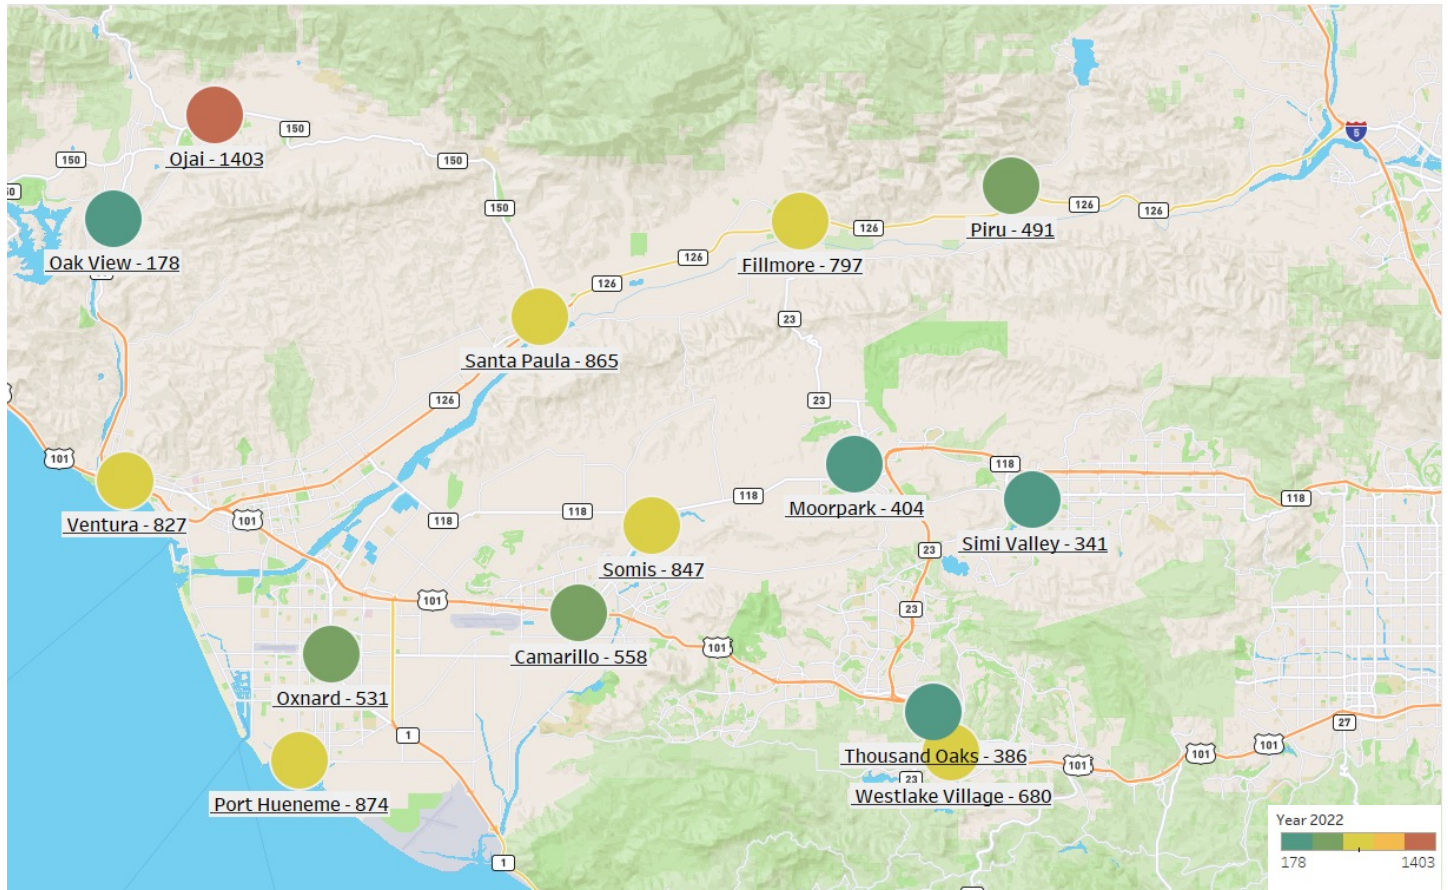 5
150
Ojai - 1403
150
150
50
150
126
126
Piru - 491
126
Fillmore - 797
Oak View - 178
126
126
23
Santa Paula - 865
126
23
101
118
118
Moorpark - 404
118
118
118
Ventura - 827
101
Simi Valley - 341
23
Somis - 847
101
23
Camarillo - 558
101
Oxnard - 531
27
1
101
101
Thousand Oaks - 386
101
23
Westlake Village - 680
Port Hueneme - 874
Year 2022
178 1403
1